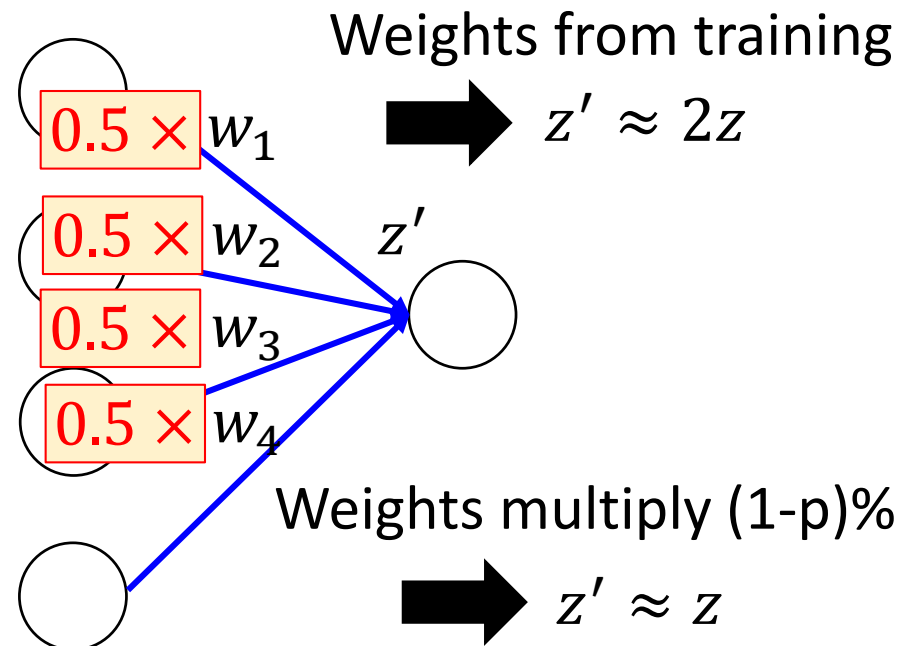 Weights from training
z′ ≈ 2z
0.5 × w₁
0.5 × w₂
z′
0.5 × w₃
0.5 × w₄
Weights multiply (1-p)%
z′ ≈ z